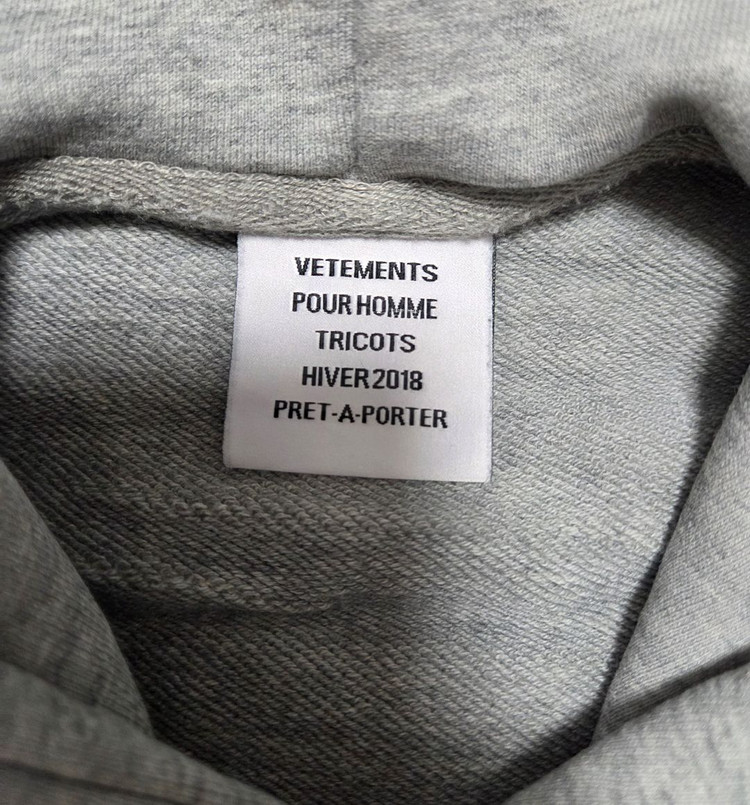 VETEMENTS
POUR HOMME
TRICOTS
HIVER 2018
PRET-A-PORTER